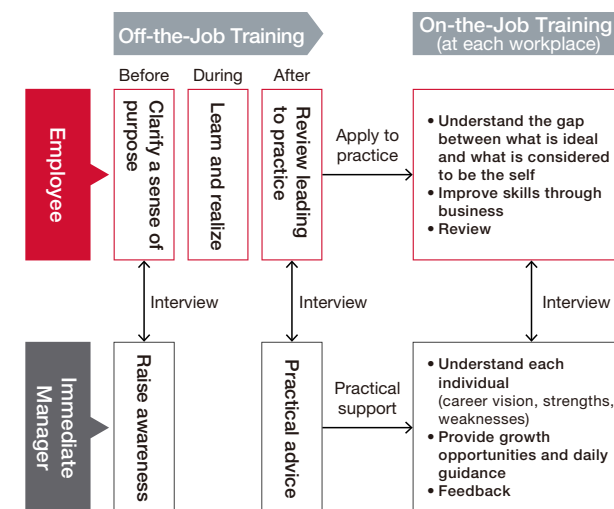 Off-the-Job Training
On-the-Job Training
(at each workplace)
Before
During
After
Employee
Clarify a sense of
purpose
Learn and realize
Review leading
to practice
Apply to
practice
• Understand the gap
between what is ideal
and what is considered
to be the self
• Improve skills through
business
• Review
Interview
Interview
Interview
Immediate
Manager
Raise awareness
Practical advice
Practical
support
• Understand each
individual
(career vision, strengths,
weaknesses)
• Provide growth
opportunities and daily
guidance
• Feedback